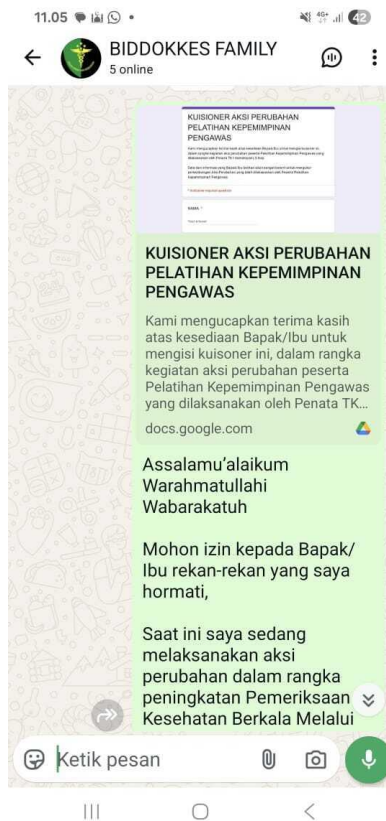 11.05
4G+
42
BIDDOKKES FAMILY
5 online
KUISIONER AKSI PERUBAHAN
PELATIHAN KEPEMIMPINAN
PENGAWAS
NAMA *
KUISIONER AKSI PERUBAHAN
PELATIHAN KEPEMIMPINAN
PENGAWAS
Kami mengucapkan terima kasih
atas kesediaan Bapak/Ibu untuk
mengisi kuisoner ini, dalam rangka
kegiatan aksi perubahan peserta
Pelatihan Kepemimpinan Pengawas
yang dilaksanakan oleh Penata TK...
docs.google.com
Assalamu’alaikum
Warahmatullahi
Wabarakatuh
Mohon izin kepada Bapak/
Ibu rekan-rekan yang saya
hormati,
Saat ini saya sedang
melaksanakan aksi
perubahan dalam rangka
peningkatan Pemeriksaan
Kesehatan Berkala Melalui
Ketik pesan